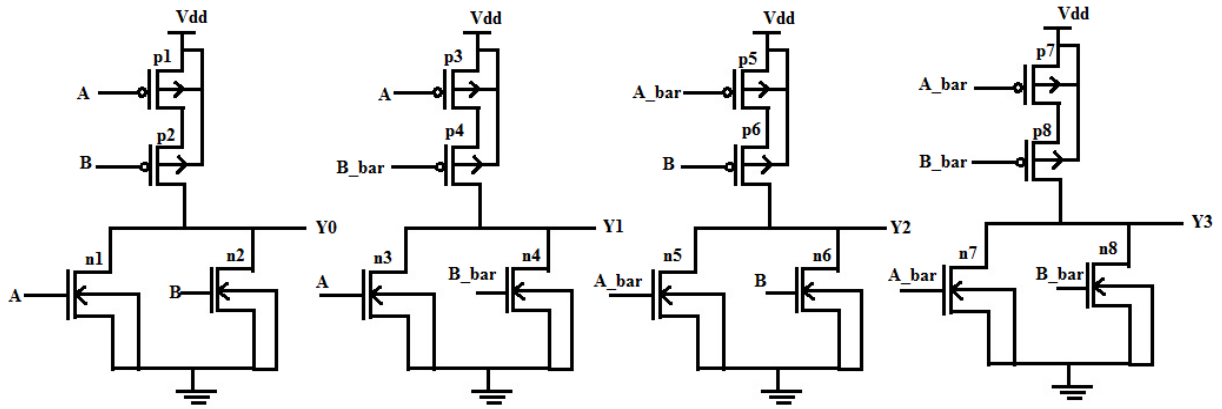 Vdd
p1
A
p2
B
Y0
n1
n2
A
B
Vdd
p3
A
p4
B_bar
Y1
n3
n4
B_bar
A
Vdd
p5
A_bar
p6
B
Y2
n5
n6
A_bar
B
Vdd
p7
A_bar
p8
B_bar
Y3
n7
n8
A_bar
B_bar